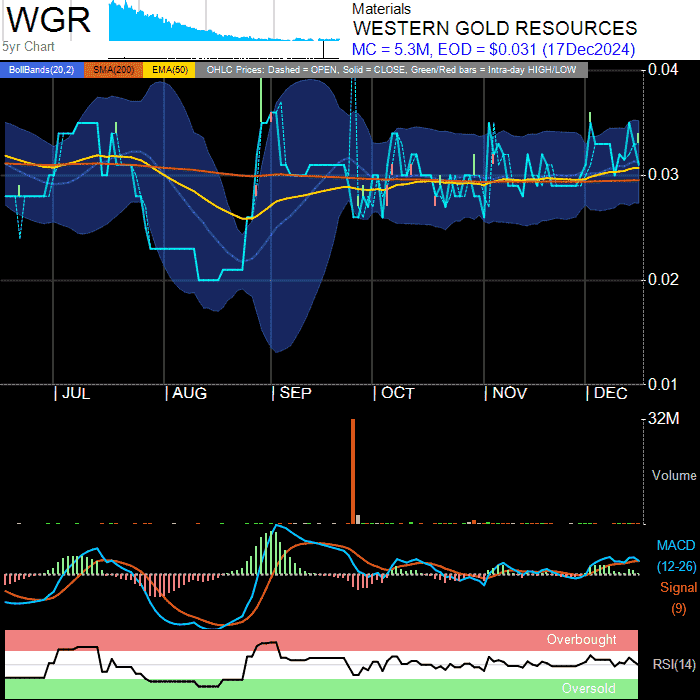 WGR
5yr Chart
Materials
WESTERN GOLD RESOURCES
MC = 5.3M, EOD = $0.031 (17Dec2024)
BollBands(20,2) SMA(200) EMA(50) OHLC Prices: Dashed = OPEN, Solid = CLOSE, Green/Red bars = Intra-day HIGH/LOW
0.04
0.03
0.02
0.01
| JUL | AUG | SEP | OCT | NOV | DEC
32M
Volume
MACD
(12-26)
Signal
(9)
Overbought
RSI(14)
Oversold